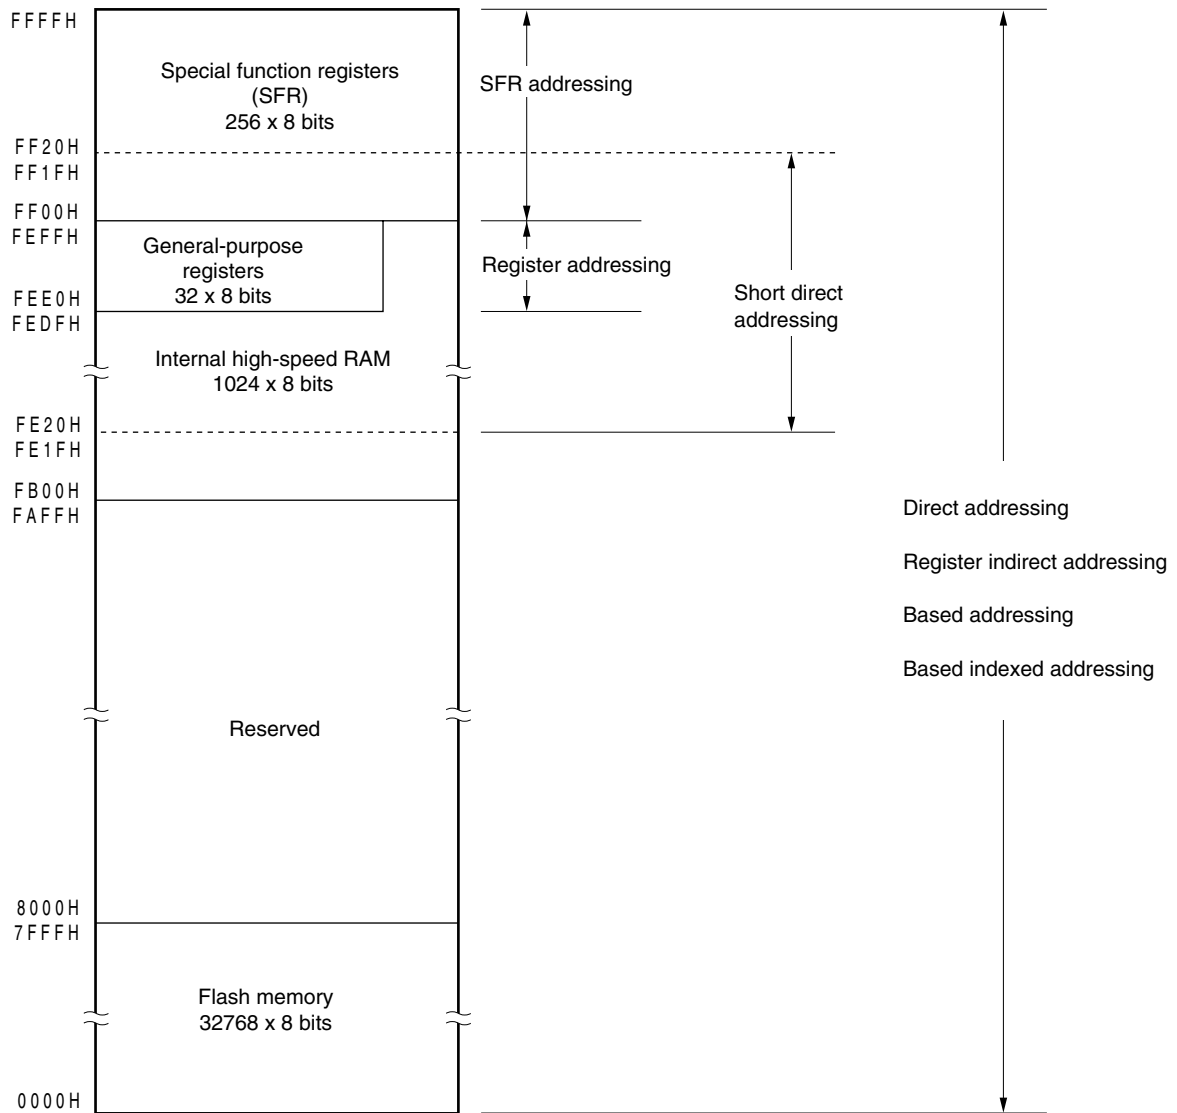 FFFFH
Special function registers
(SFR)
256 x 8 bits
SFR addressing
FF20H
FF1FH
FF00H
FEFFH
General-purpose
registers
32 x 8 bits
Register addressing
Short direct
addressing
FEE0H
FEDFH
Internal high-speed RAM
1024 x 8 bits
FE20H
FE1FH
FB00H
FAFFH
Direct addressing
Register indirect addressing
Based addressing
Based indexed addressing
Reserved
8000H
7FFFH
Flash memory
32768 x 8 bits
0000H